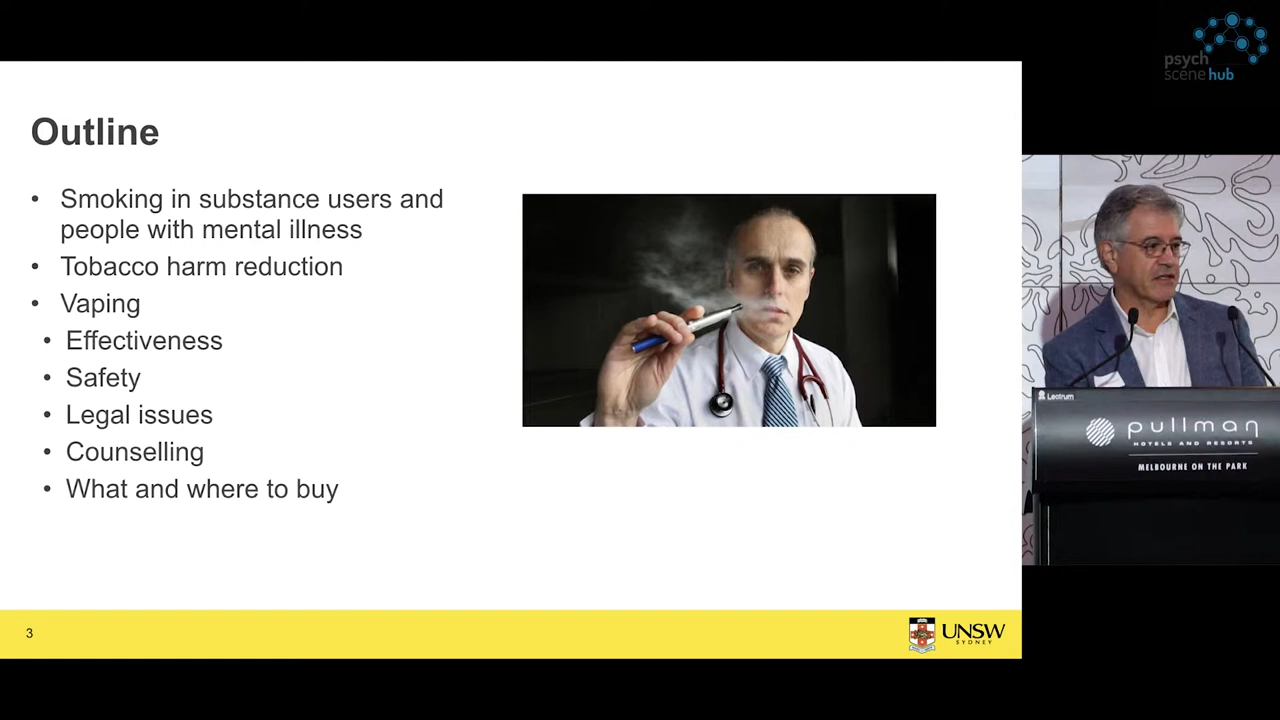 psych
scene hub
Outline
• Smoking in substance users and
people with mental illness
• Tobacco harm reduction
• Vaping
• Effectiveness
• Safety
• Legal issues
• Counselling
• What and where to buy
3
UNSW
SYDNEY
Lectrum
pullman
HOTELS AND RESORTS
MELBOURNE ON THE PARK